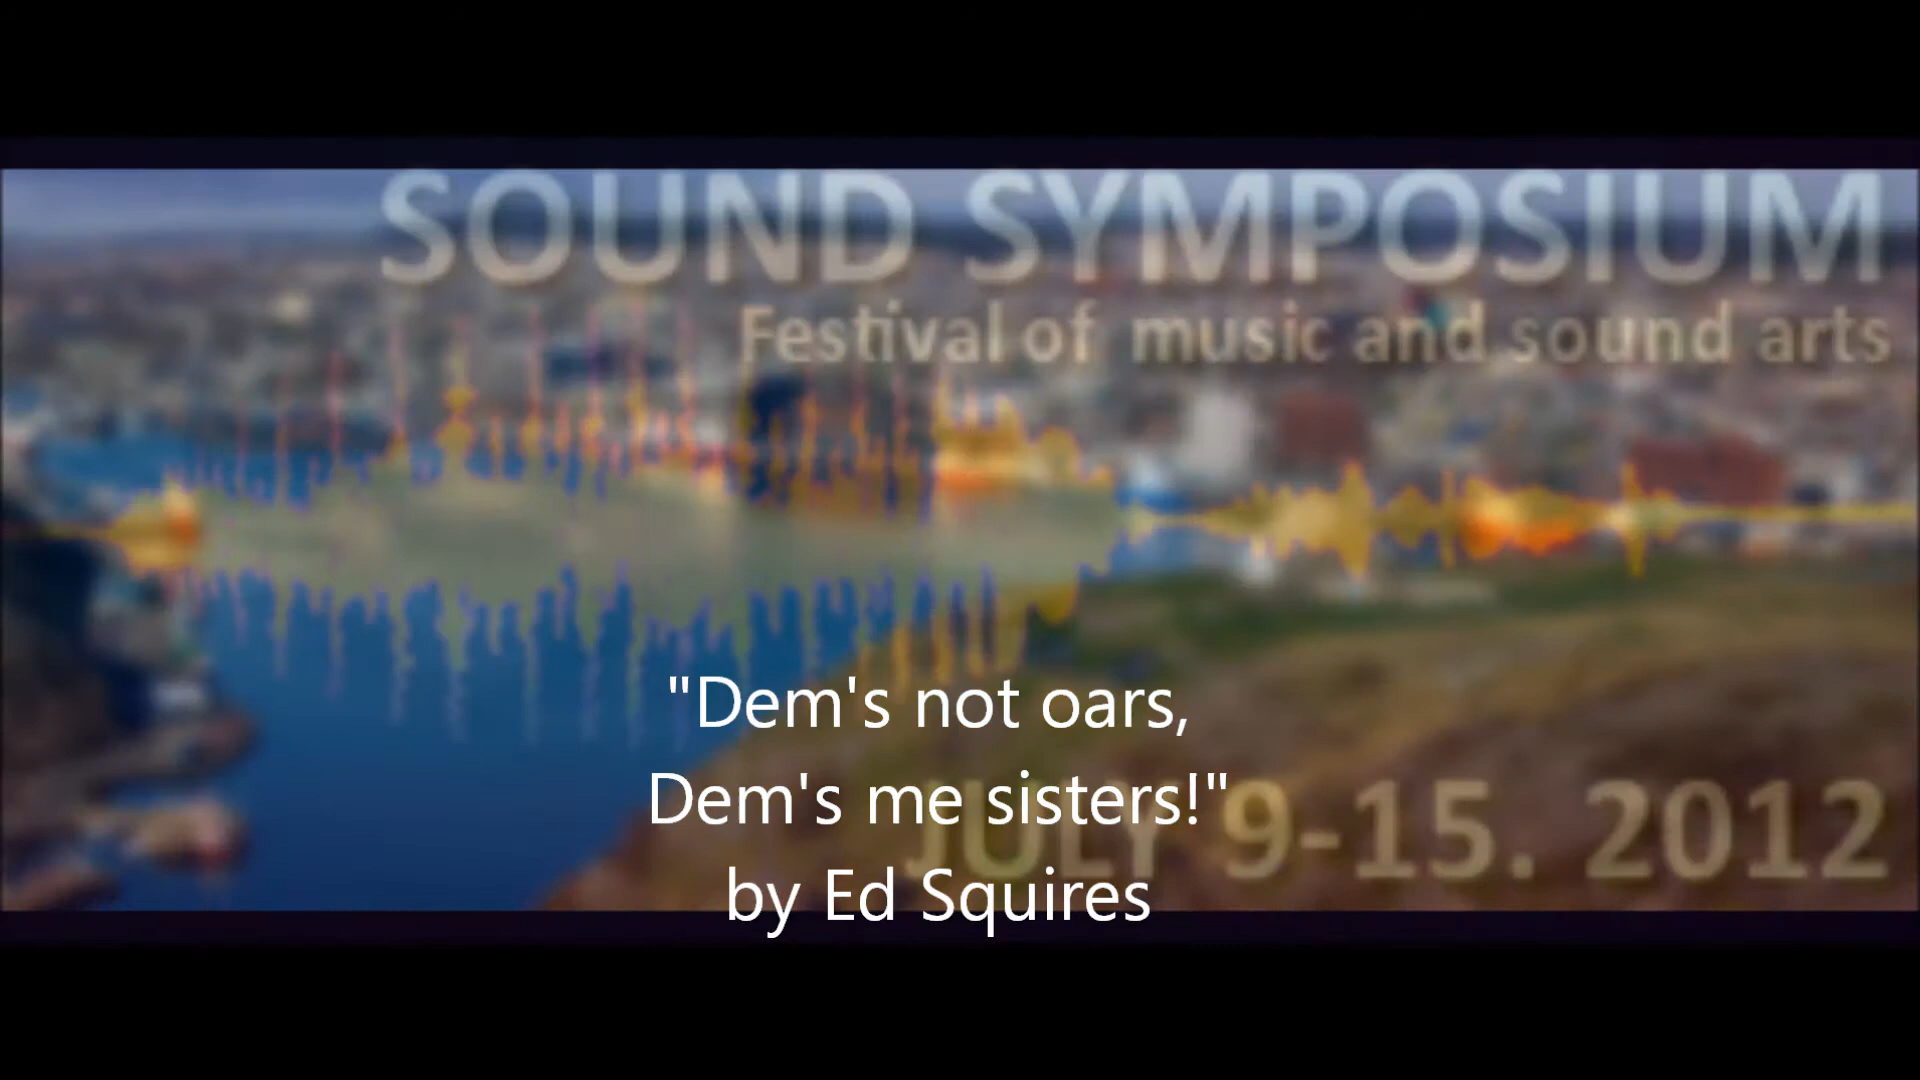 SOUND SYMPOSIUM
Festival of music and sound arts
"Dem's not oars,
Dem's me sisters!"
JULY 9-15. 2012
by Ed Squires